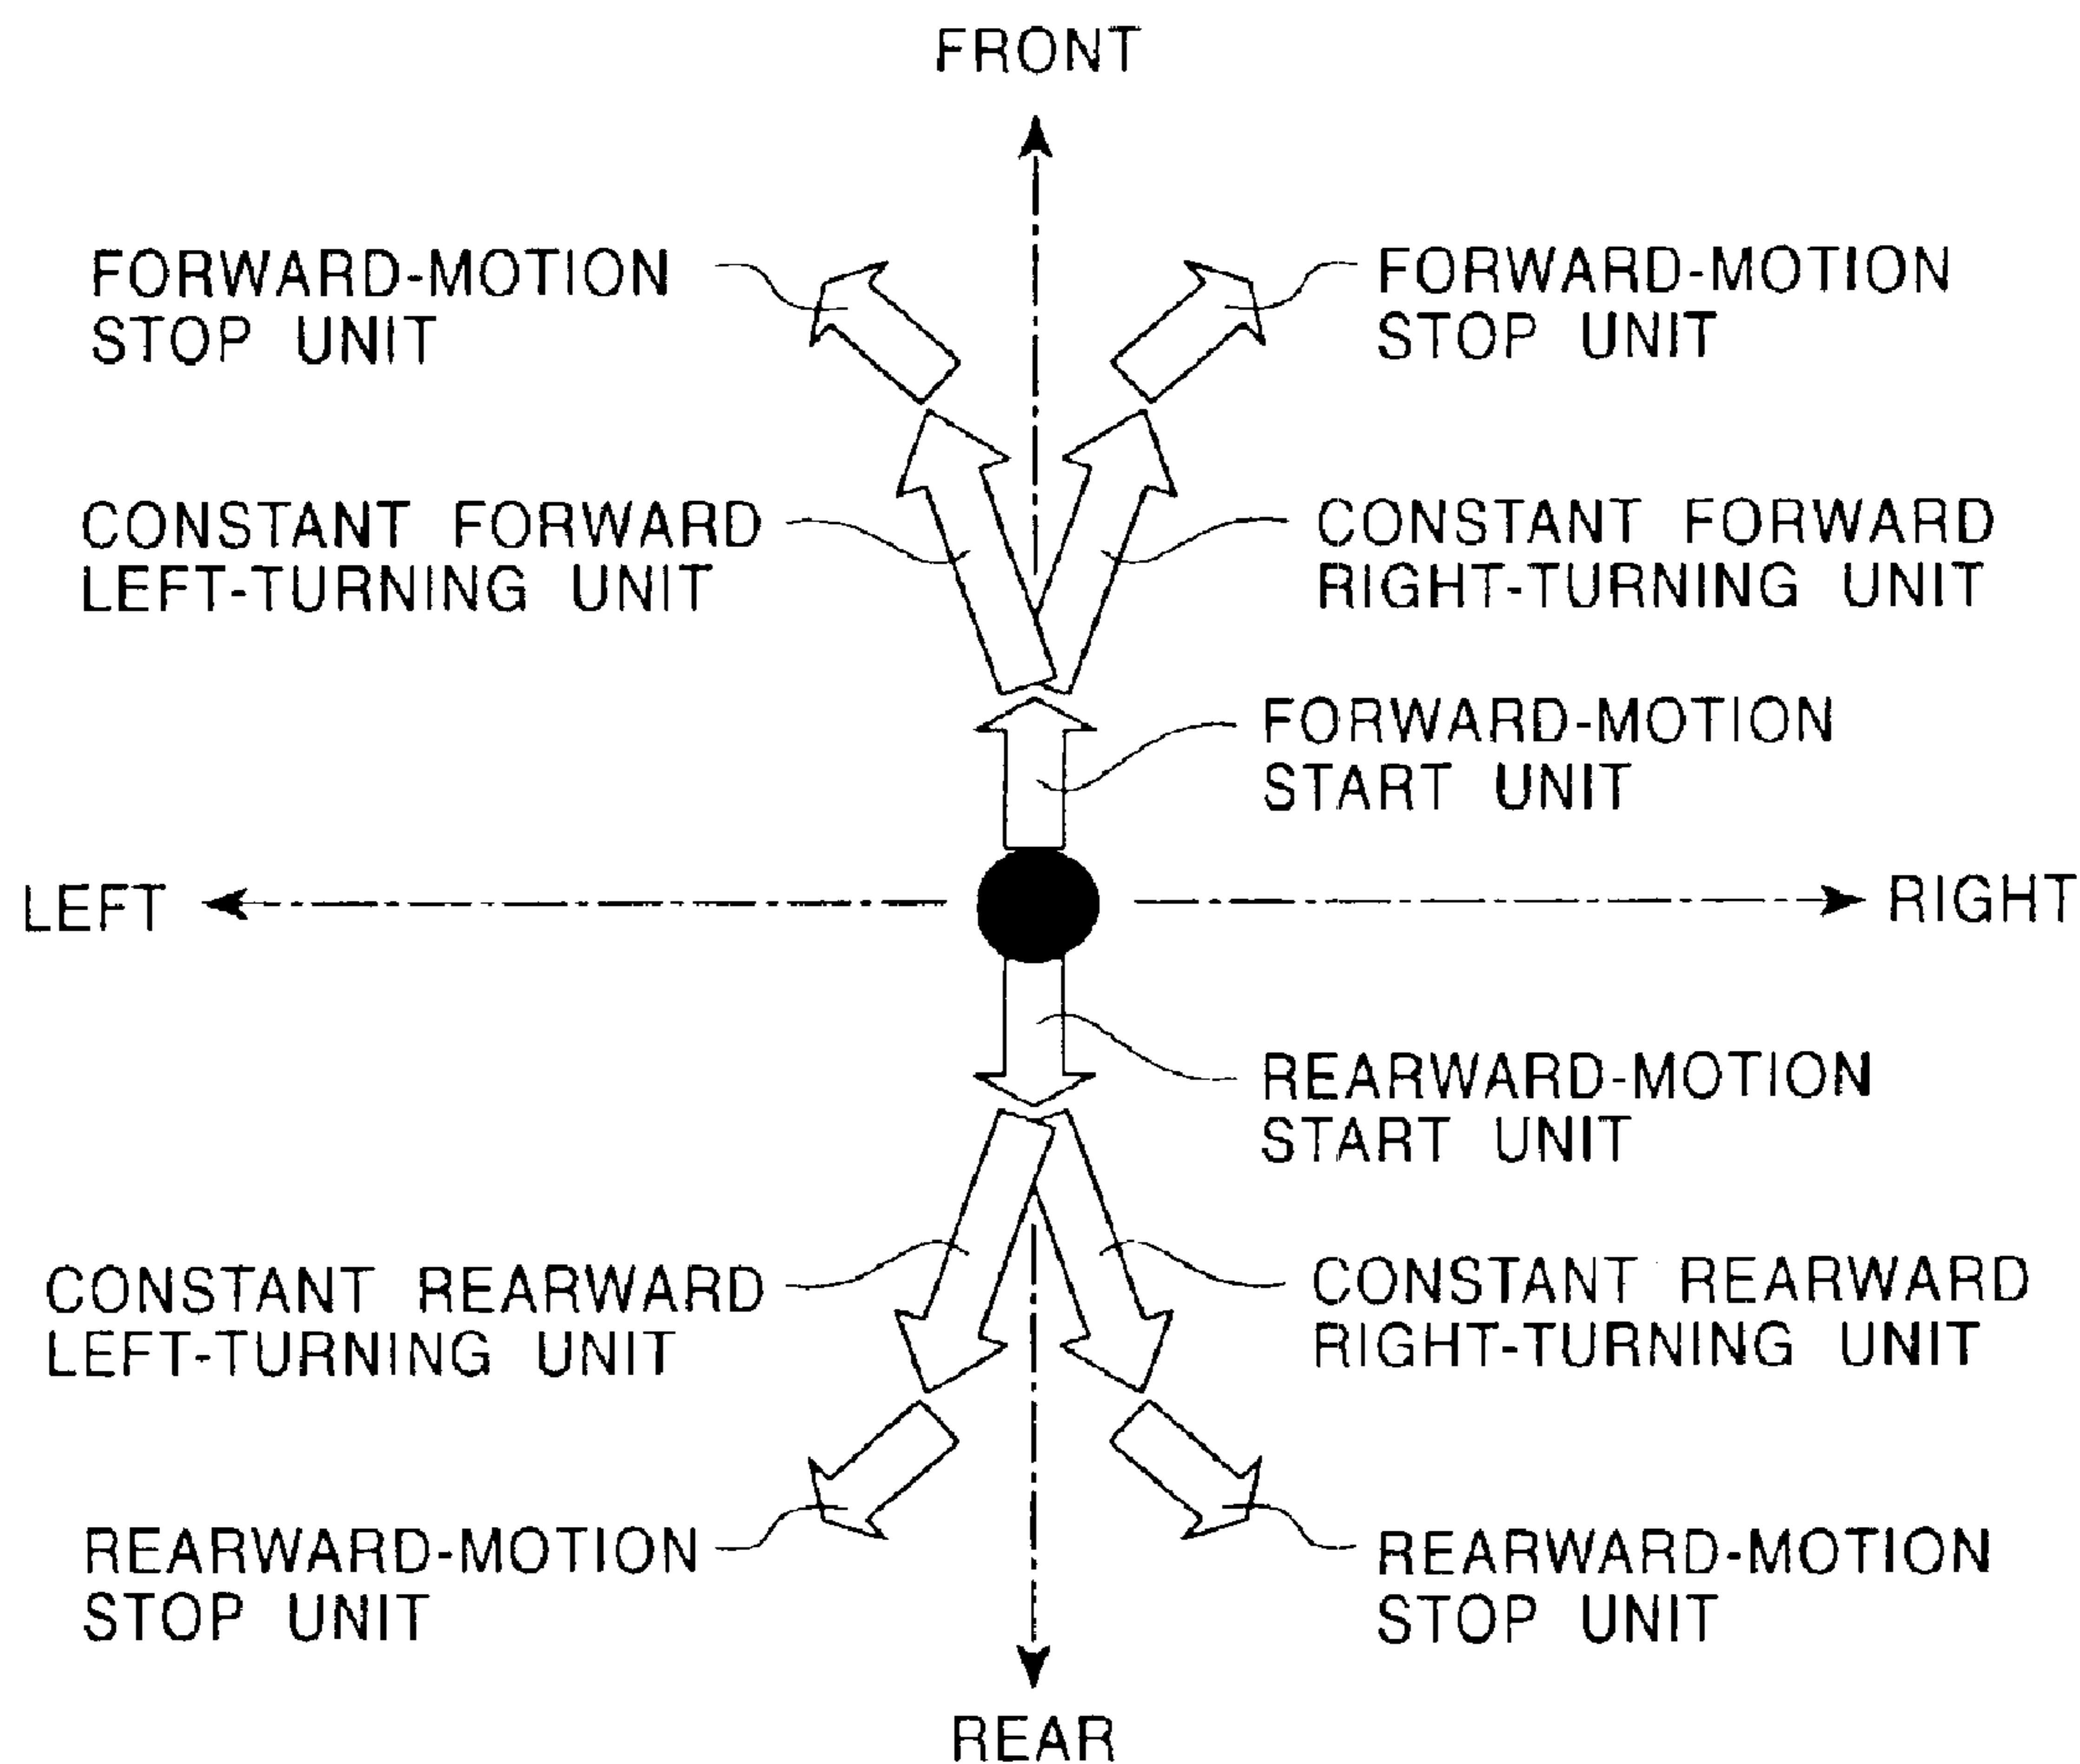 FRONT
FORWARD-MOTION
STOP UNIT
FORWARD-MOTION
STOP UNIT
CONSTANT FORWARD
LEFT-TURNING UNIT
CONSTANT FORWARD
RIGHT-TURNING UNIT
FORWARD-MOTION
START UNIT
LEFT
RIGHT
REARWARD-MOTION
START UNIT
CONSTANT REARWARD
LEFT-TURNING UNIT
CONSTANT REARWARD
RIGHT-TURNING UNIT
REARWARD-MOTION
STOP UNIT
REARWARD-MOTION
STOP UNIT
REAR